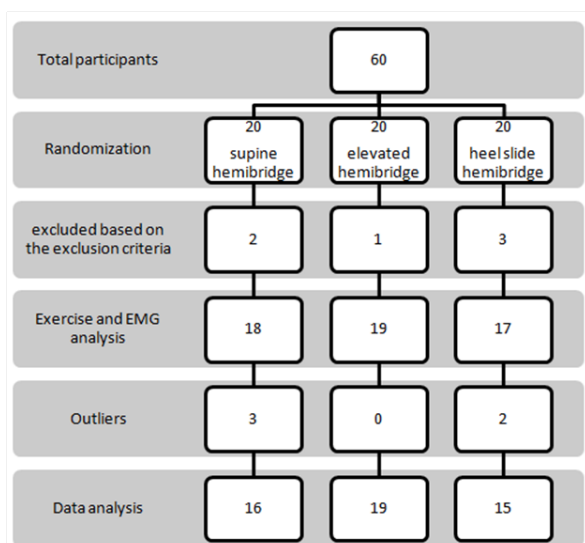 Total participants
60
Randomization
20
supine
hemibridge
20
elevated
hemibridge
20
heel slide
hemibridge
excluded based on
the exclusion criteria
2
1
3
Exercise and EMG
analysis
18
19
17
Outliers
3
0
2
Data analysis
16
19
15